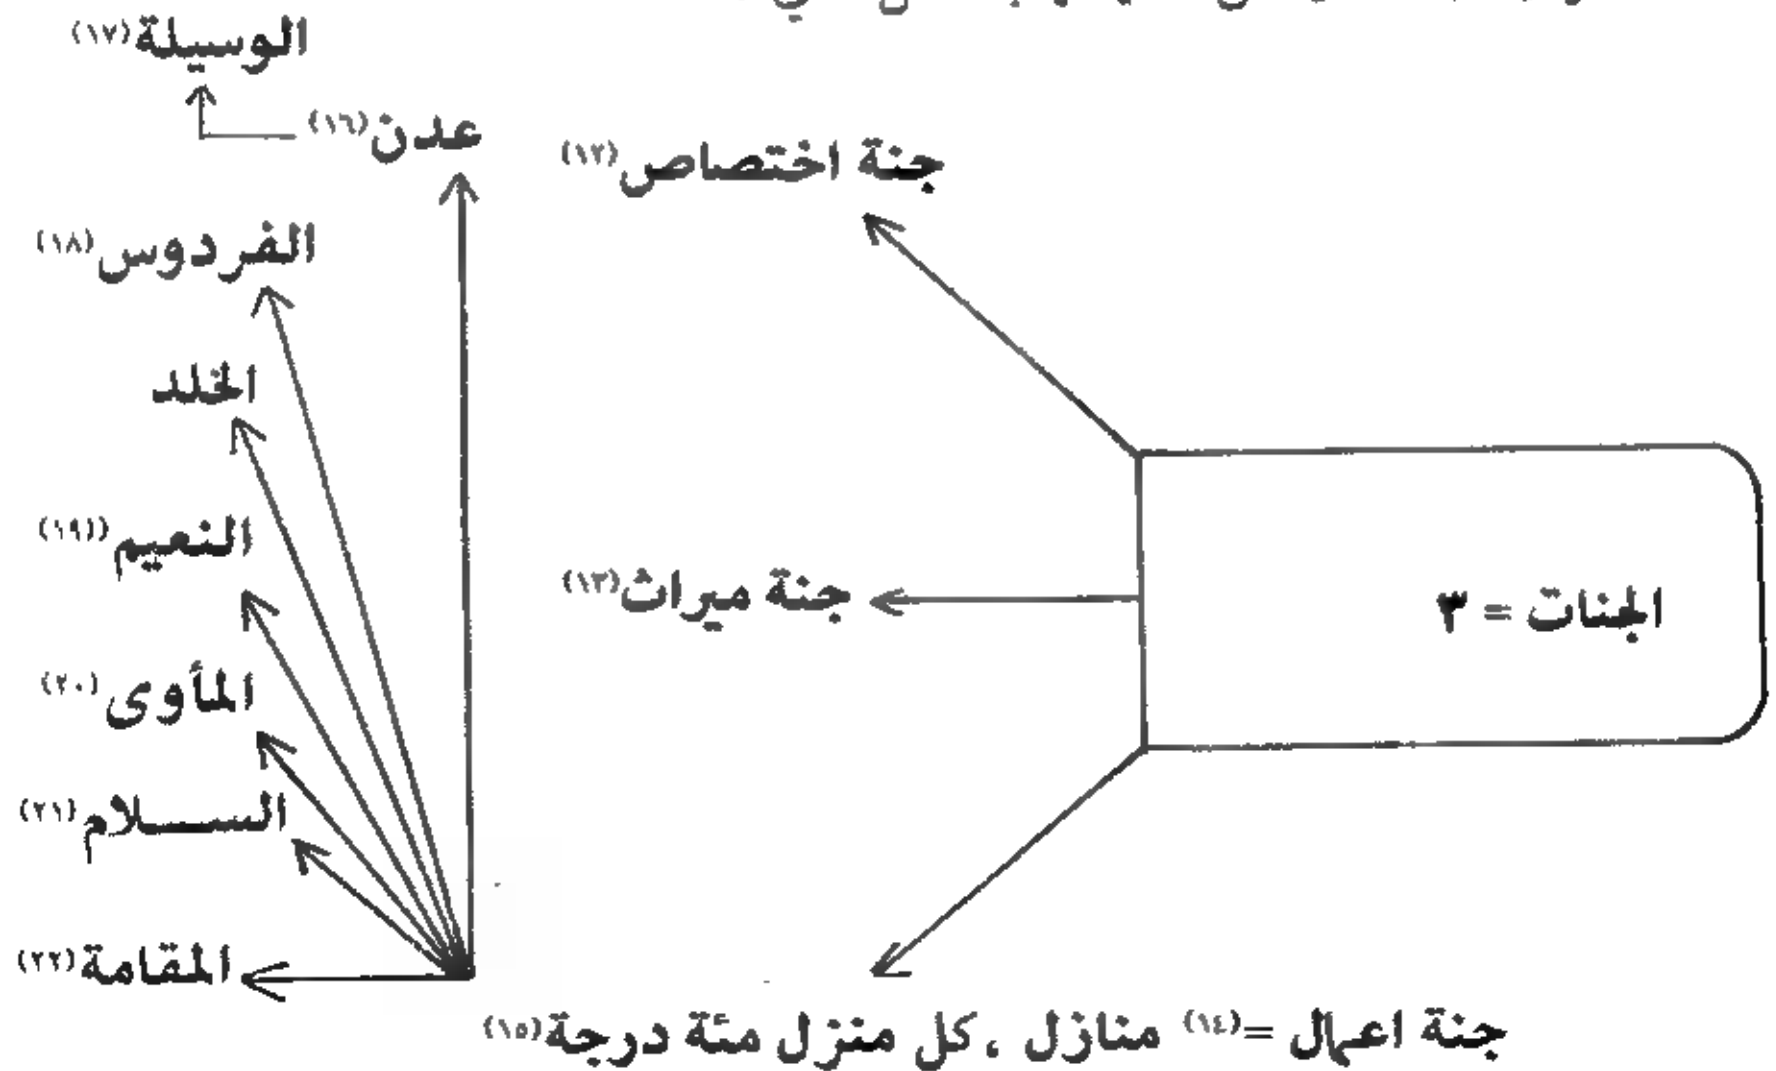 الوسيلة(١٧)
عدن(١٦)
جنة اختصاص(١٢)
الفردوس(١٨)
الخلد
النعيم((١٩)
جنة ميراث(١٣)
الجنات = ٣
المأوى(٢٠)
الســـلام(٢١)
المقامة(٢٢)
جنة اعمال =(١٤) منازل ، كل منزل مئة درجة(١٥)